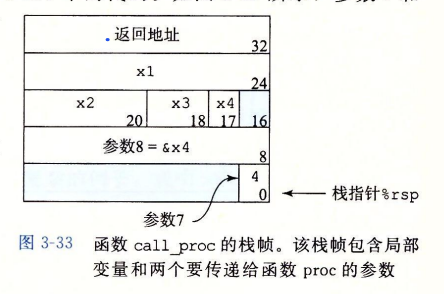 返回地址
32
x1
24
x2 x3 x4
20 18 17 16
参数8 = &x4
8
4
0 栈指针%rsp
参数7
图 3-33 函数 call_proc 的栈帧。该栈帧包含局部
变量和两个要传递给函数 proc 的参数